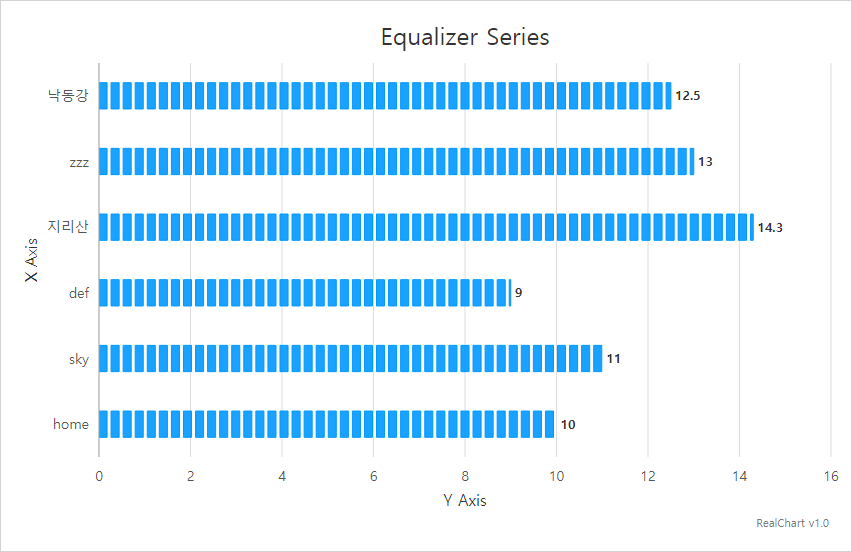 Equalizer Series
낙동강 12.5
zzz 13
지리산 14.3
X Axis
def 9
sky 11
home 10
0 2 4 6 8 10 12 14 16
Y Axis
RealChart v1.0